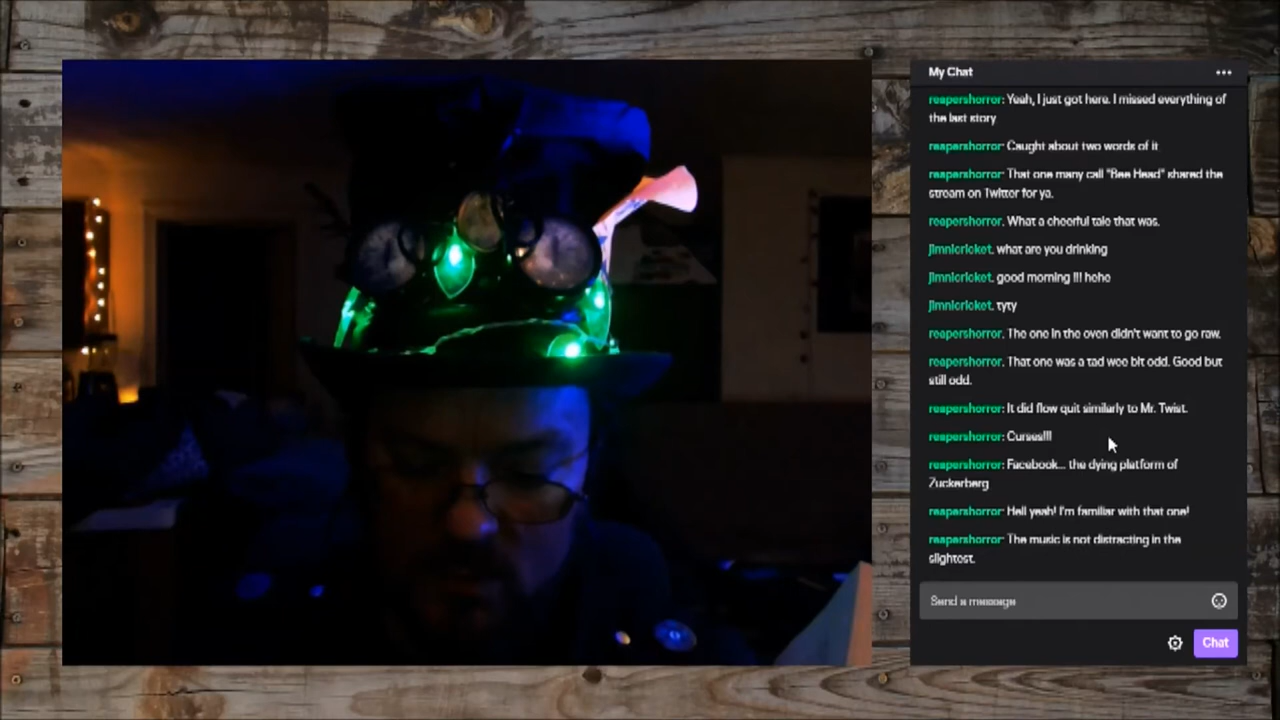 My Chat
reapershorror: Yeah, I just got here. I missed everything of
the last story
reapershorror: Caught about two words of it
reapershorror: That one many call "Bee Head" shared the
stream on Twitter for ya.
reapershorror: What a cheerful tale that was.
jimnicricket: what are you drinking
jimnicricket: good morning !!! hehe
jimnicricket: tyty
reapershorror: The one in the oven didn't want to go raw.
reapershorror: That one was a tad wee bit odd. Good but
still odd.
reapershorror: It did flow quit similarly to Mr. Twist.
reapershorror: Curses!!!
reapershorror: Facebook... the dying platform of
Zuckerberg
reapershorror: Hell yeah! I'm familiar with that one!
reapershorror: The music is not distracting in the
slightest.
Send a message
Chat